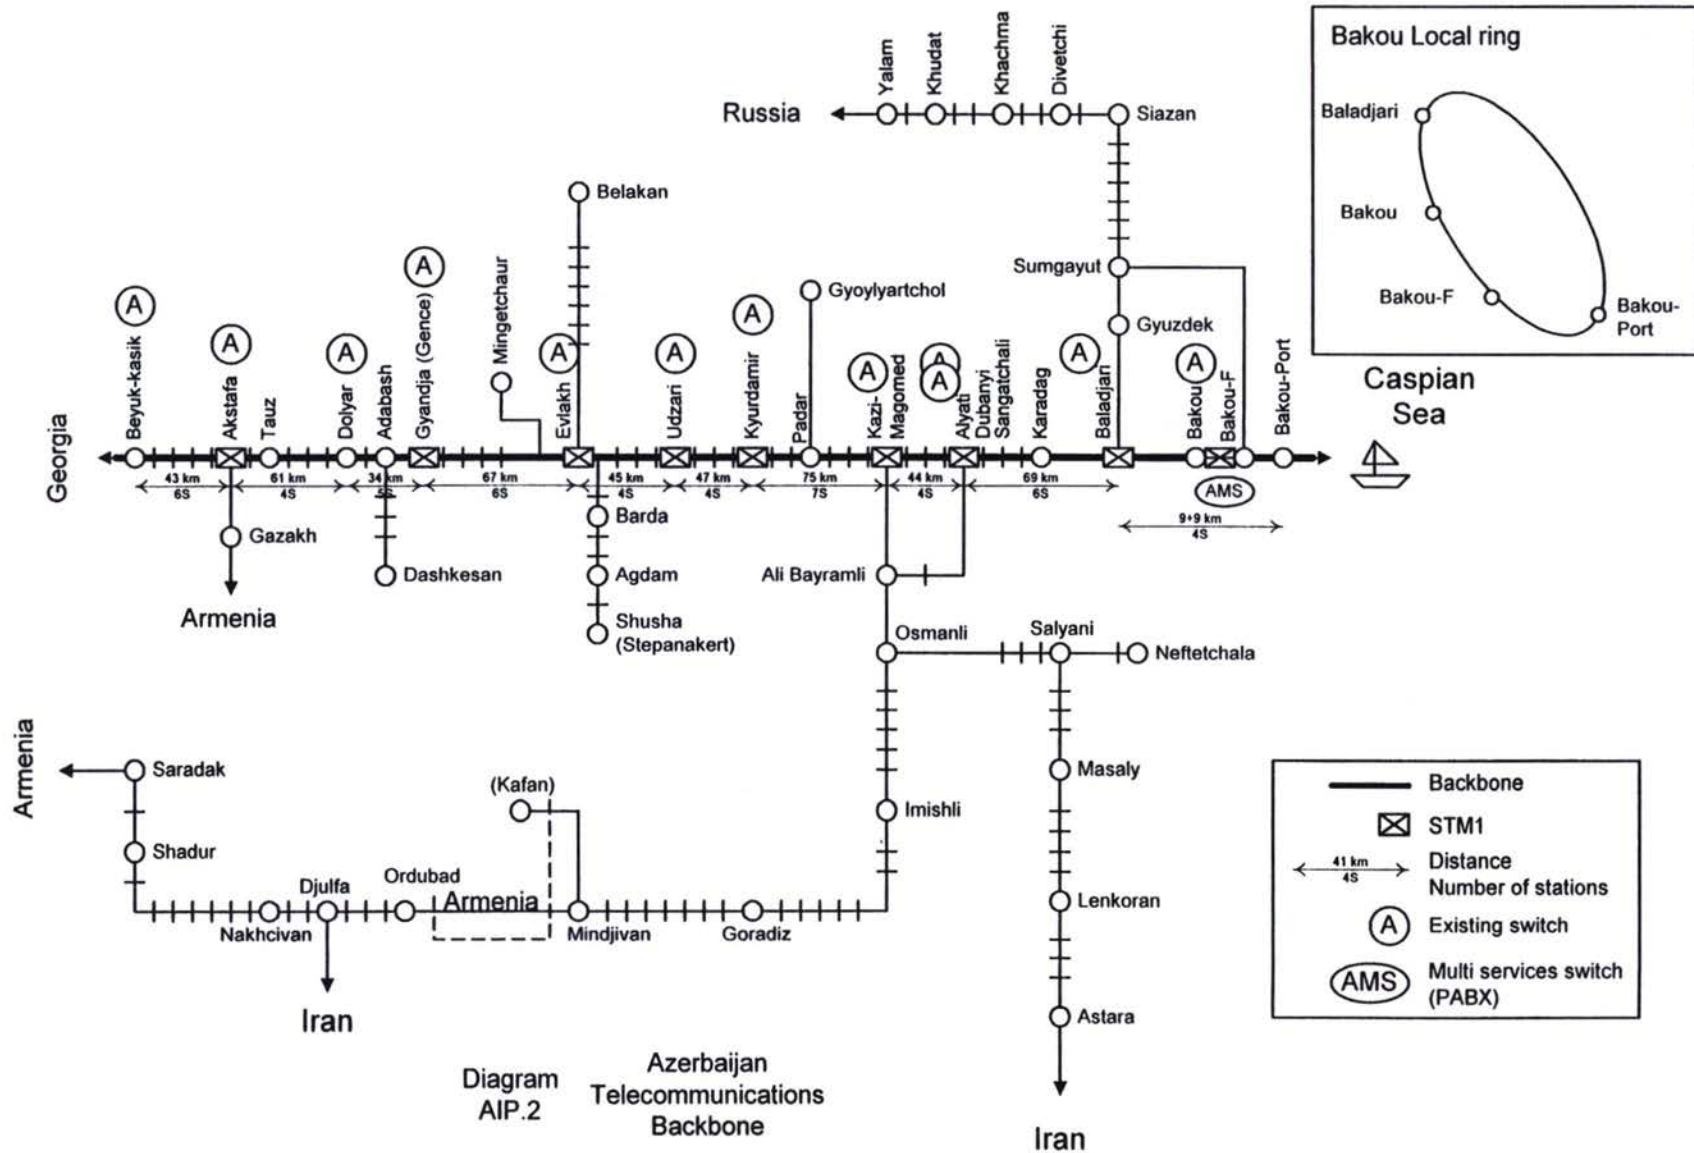 Bakou Local ring
Baladjari
Bakou
Bakou-F
Bakou-
Port
Yalam
Khudat
Khachma
Divetchi
Russia
Siazan
Belakan
Sumgayut
Gyoylyartchol
Gyuzdek
Caspian
Sea
A
A
A
A
A
A
A
A
A
A
A
A
Georgia
Beyuk-kasik
Akstafa
Tauz
Dolyar
Adabash
Gyandja (Gence)
Mingetchaur
Evlakh
Udzari
Kyurdamir
Padar
Kazi-
Magomed
Alyati
Dubanyi
Sangatchali
Karadag
Baladjari
Bakou
Bakou-F
Bakou-Port
43 km
6S
61 km
4S
34 km
5S
67 km
6S
45 km
4S
47 km
4S
75 km
7S
44 km
4S
69 km
6S
AMS
9+9 km
4S
Gazakh
Armenia
Dashkesan
Barda
Agdam
Shusha
(Stepanakert)
Ali Bayramli
Osmanli
Salyani
Neftetchala
Masaly
Lenkoran
Astara
Iran
Imishli
Armenia
Saradak
Shadur
(Kafan)
Nakhcivan
Djulfa
Ordubad
Armenia
Mindjivan
Goradiz
Iran
Backbone
STM1
41 km
4S
Distance
Number of stations
A
Existing switch
AMS
Multi services switch
(PABX)
Diagram
AIP.2
Azerbaijan
Telecommunications
Backbone